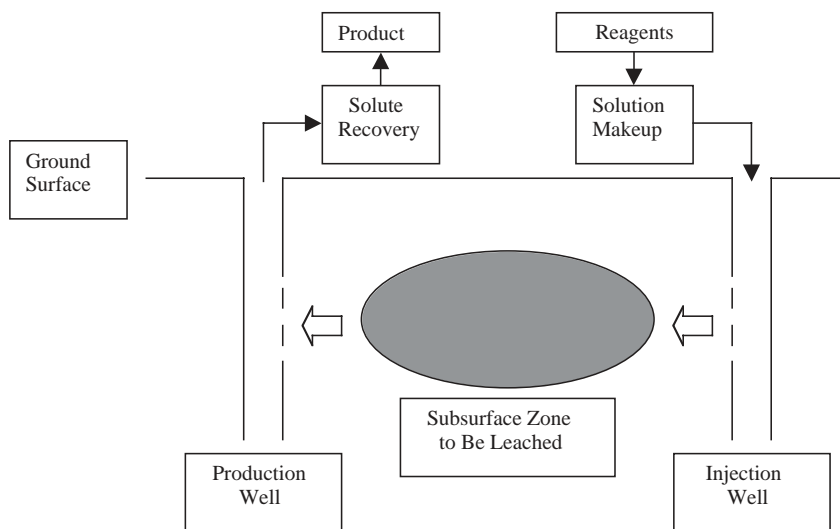 Product
Reagents
Solute
Recovery
Solution
Makeup
Ground
Surface
Subsurface Zone
to Be Leached
Production
Well
Injection
Well